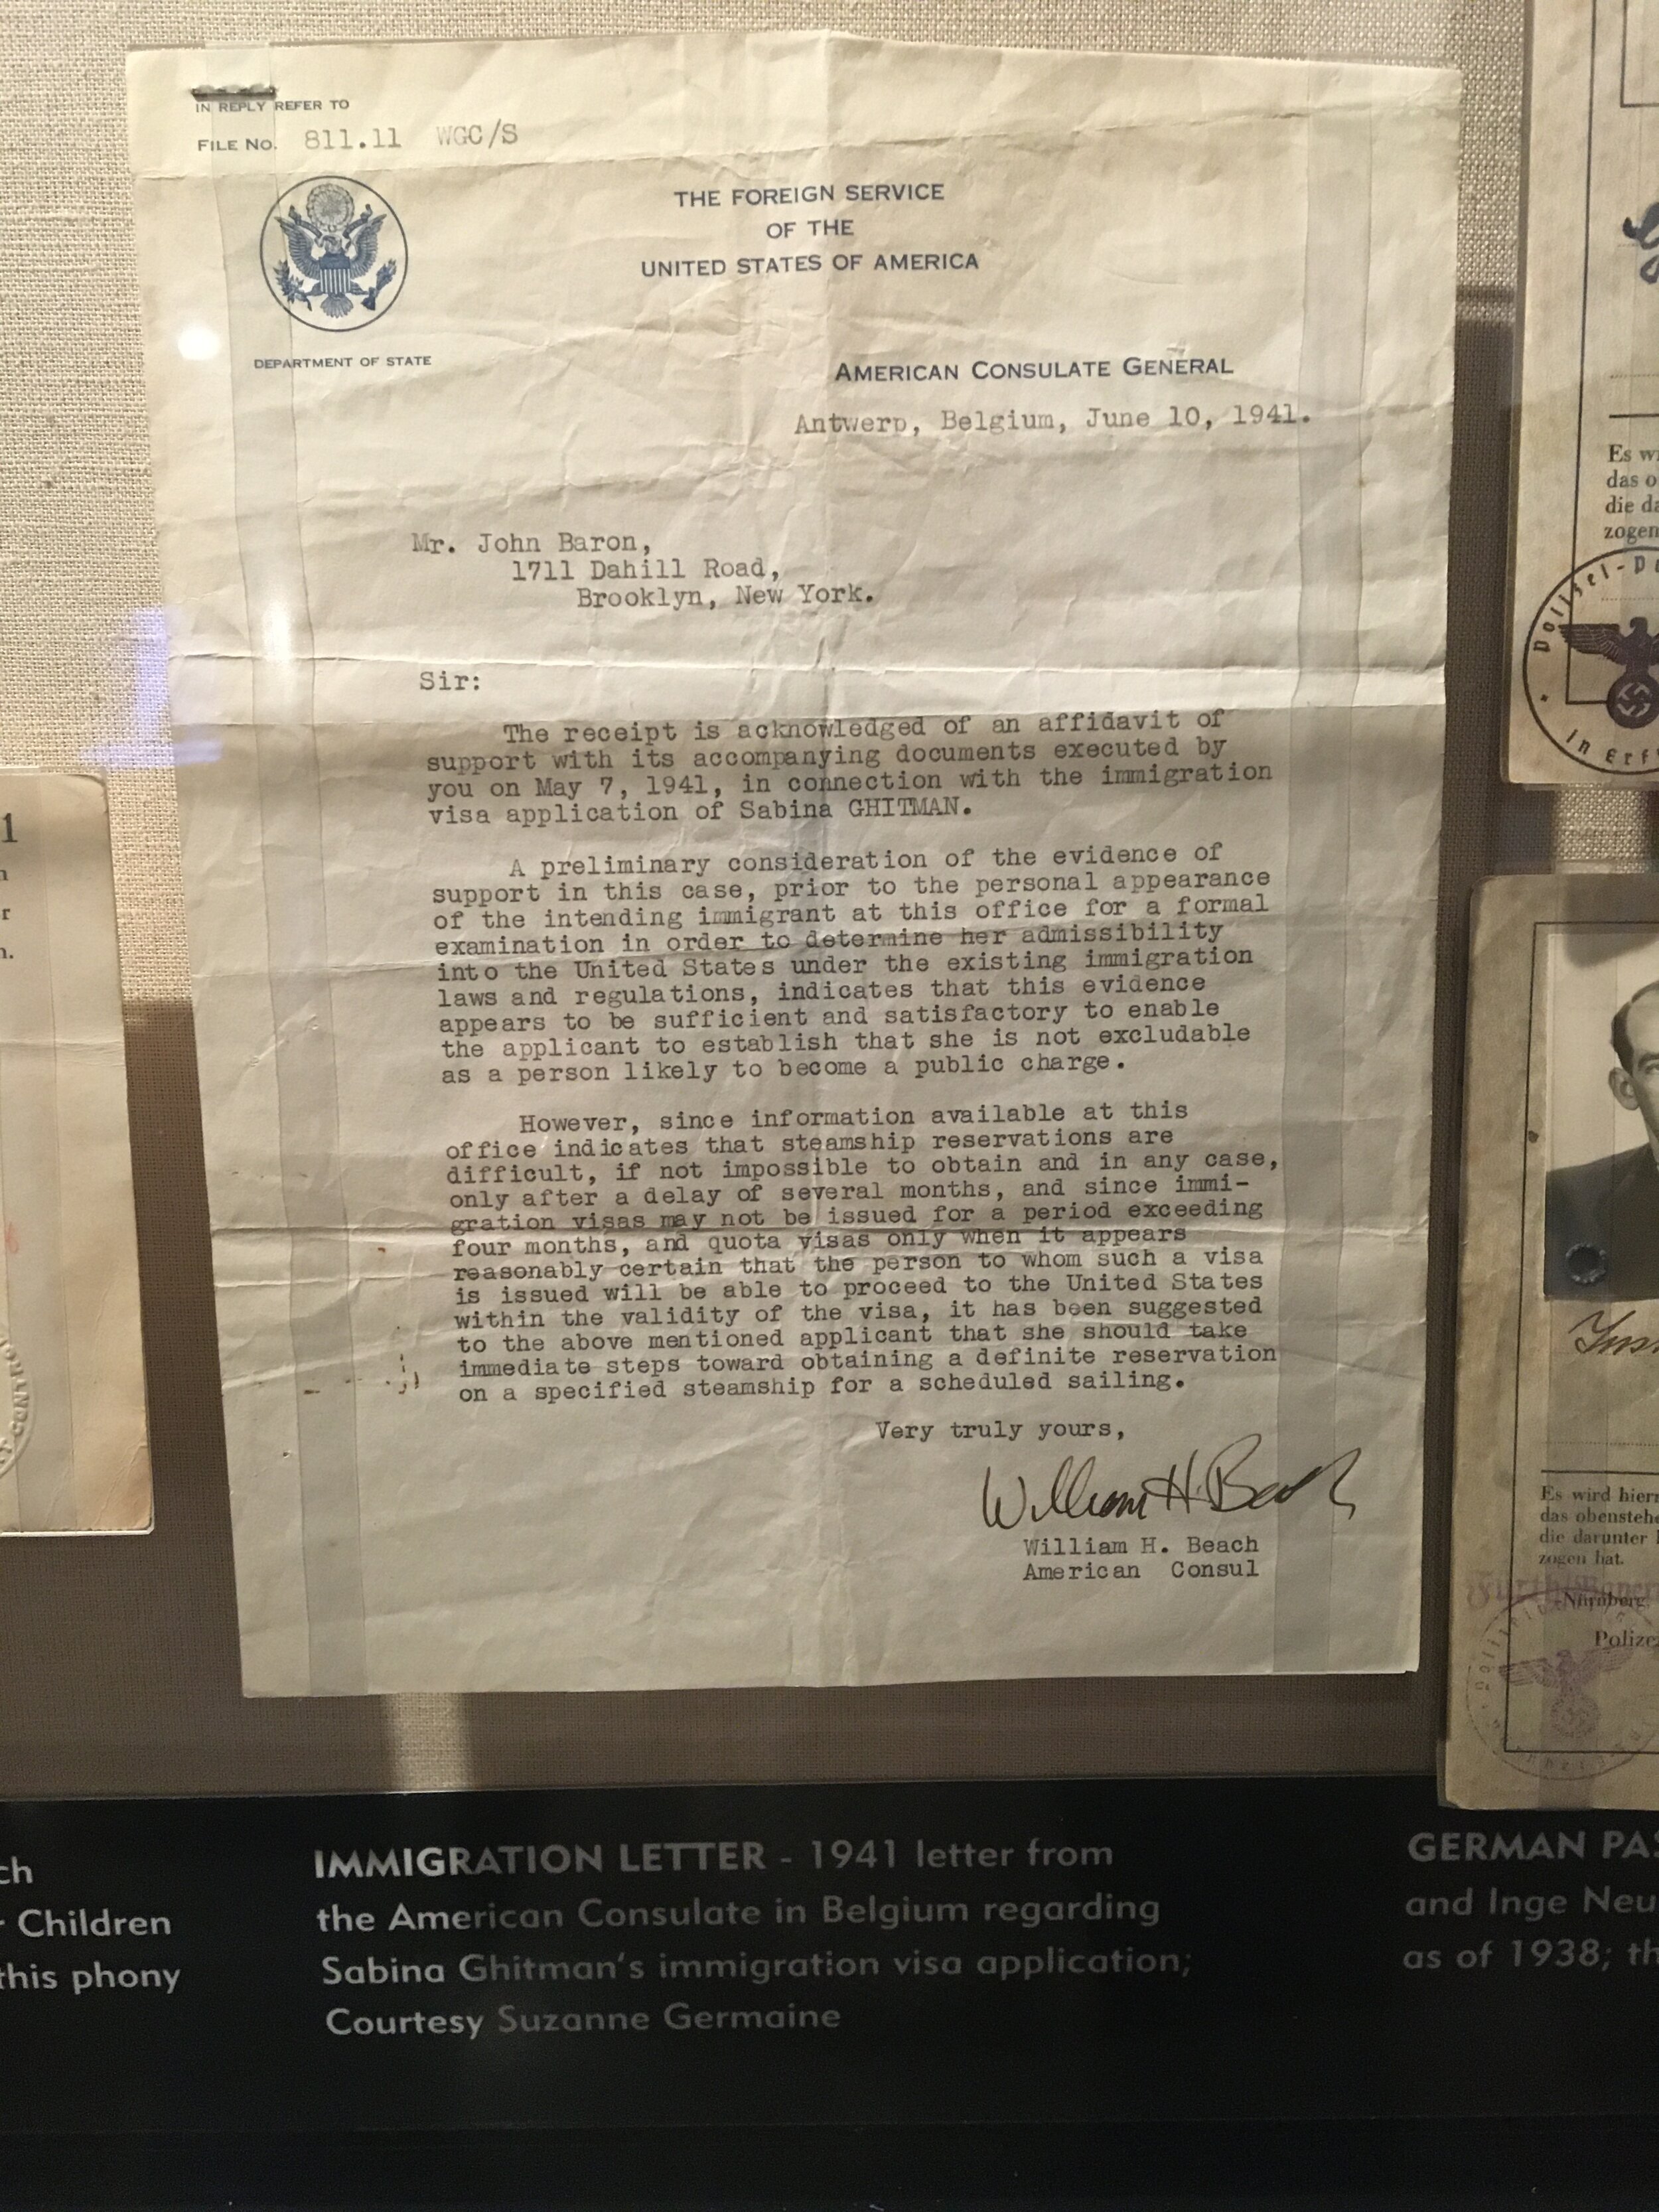 IN REPLY REFER TO
FILE NO. 811.11 WGC/S
THE FOREIGN SERVICE
OF THE
UNITED STATES OF AMERICA
DEPARTMENT OF STATE
AMERICAN CONSULATE GENERAL
Antwerp, Belgium, June 10, 1941.
Mr. John Baron,
1711 Dahill Road,
Brooklyn, New York.
Sir:
The receipt is acknowledged of an affidavit of
support with its accompanying documents executed by
you on May 7, 1941, in connection with the immigration
visa application of Sabina GHITMAN.
A preliminary consideration of the evidence of
support in this case, prior to the personal appearance
of the intending immigrant at this office for a formal
examination in order to determine her admissibility
into the United States under the existing immigration
laws and regulations, indicates that this evidence
appears to be sufficient and satisfactory to enable
the applicant to establish that she is not excludable
as a person likely to become a public charge.
However, since information available at this
office indicates that steamship reservations are
difficult, if not impossible to obtain and in any case,
only after a delay of several months, and since immi-
gration visas may not be issued for a period exceeding
four months, and quota visas only when it appears
reasonably certain that the person to whom such a visa
is issued will be able to proceed to the United States
within the validity of the visa, it has been suggested
to the above mentioned applicant that she should take
immediate steps toward obtaining a definite reservation
on a specified steamship for a scheduled sailing.
Very truly yours,
William H. Beach
William H. Beach
American Consul
IMMIGRATION LETTER - 1941 letter from
the American Consulate in Belgium regarding
Sabina Ghitman's immigration visa application;
Courtesy Suzanne Germaine
ch
Children
this phony
GERMAN PAS
and Inge Neu
as of 1938; th
Es wi
das o
die da
zogen
Es wird hierm
das obenstehe
die darunter
zogen hat.
Nürnberg
Polize